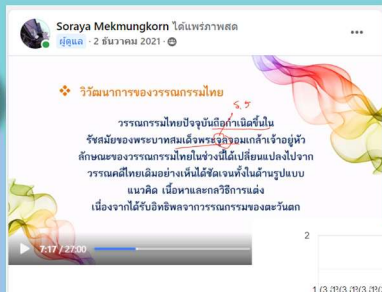 Soraya Mekmungkorn ได้แพร่ภาพสด
ผู้ดูแล · 2 ธันวาคม 2021 ·
❖ วิวัฒนาการของวรรณกรรมไทย
ร.5
วรรณกรรมไทยปัจจุบันถือกำเนิดขึ้นใน
รัชสมัยของพระบาทสมเด็จพระจุลจอมเกล้าเจ้าอยู่หัว
ลักษณะของวรรณกรรมไทยในช่วงนี้ได้เปลี่ยนแปลงไปจาก
วรรณคดีไทยเดิมอย่างเห็นได้ชัดเจนทั้งในด้านรูปแบบ
แนวคิด เนื้อหาและกลวิธีการแต่ง
เนื่องจากได้รับอิทธิพลจากวรรณกรรมของตะวันตก
7:17 / 27:00
2